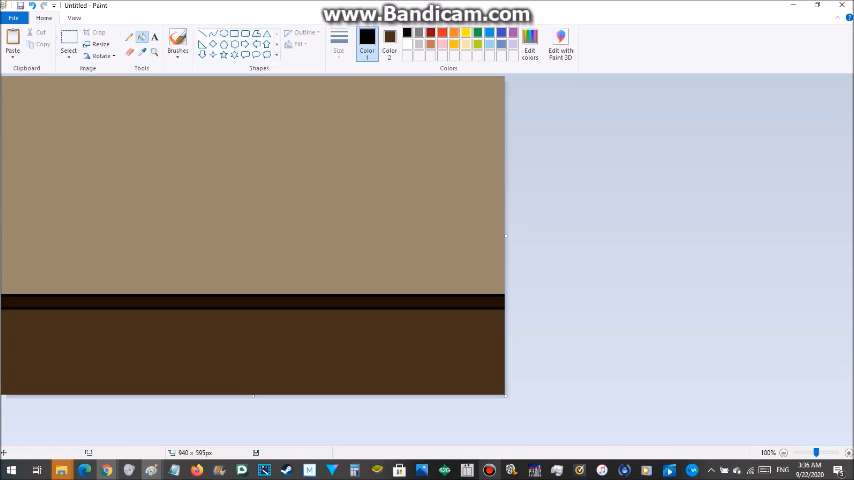 www.Bandicam.com
Untitled - Paint
File Home View
Paste
Cut
Copy
Clipboard
Select
Crop
Resize
Rotate
Image
A
Tools
Brushes
Outline
Fill
Shapes
Size
Color
1
Color
2
Edit
colors
Colors
Edit with
Paint 3D
940 × 595px
100%
ENG
3:36 AM
9/22/2020